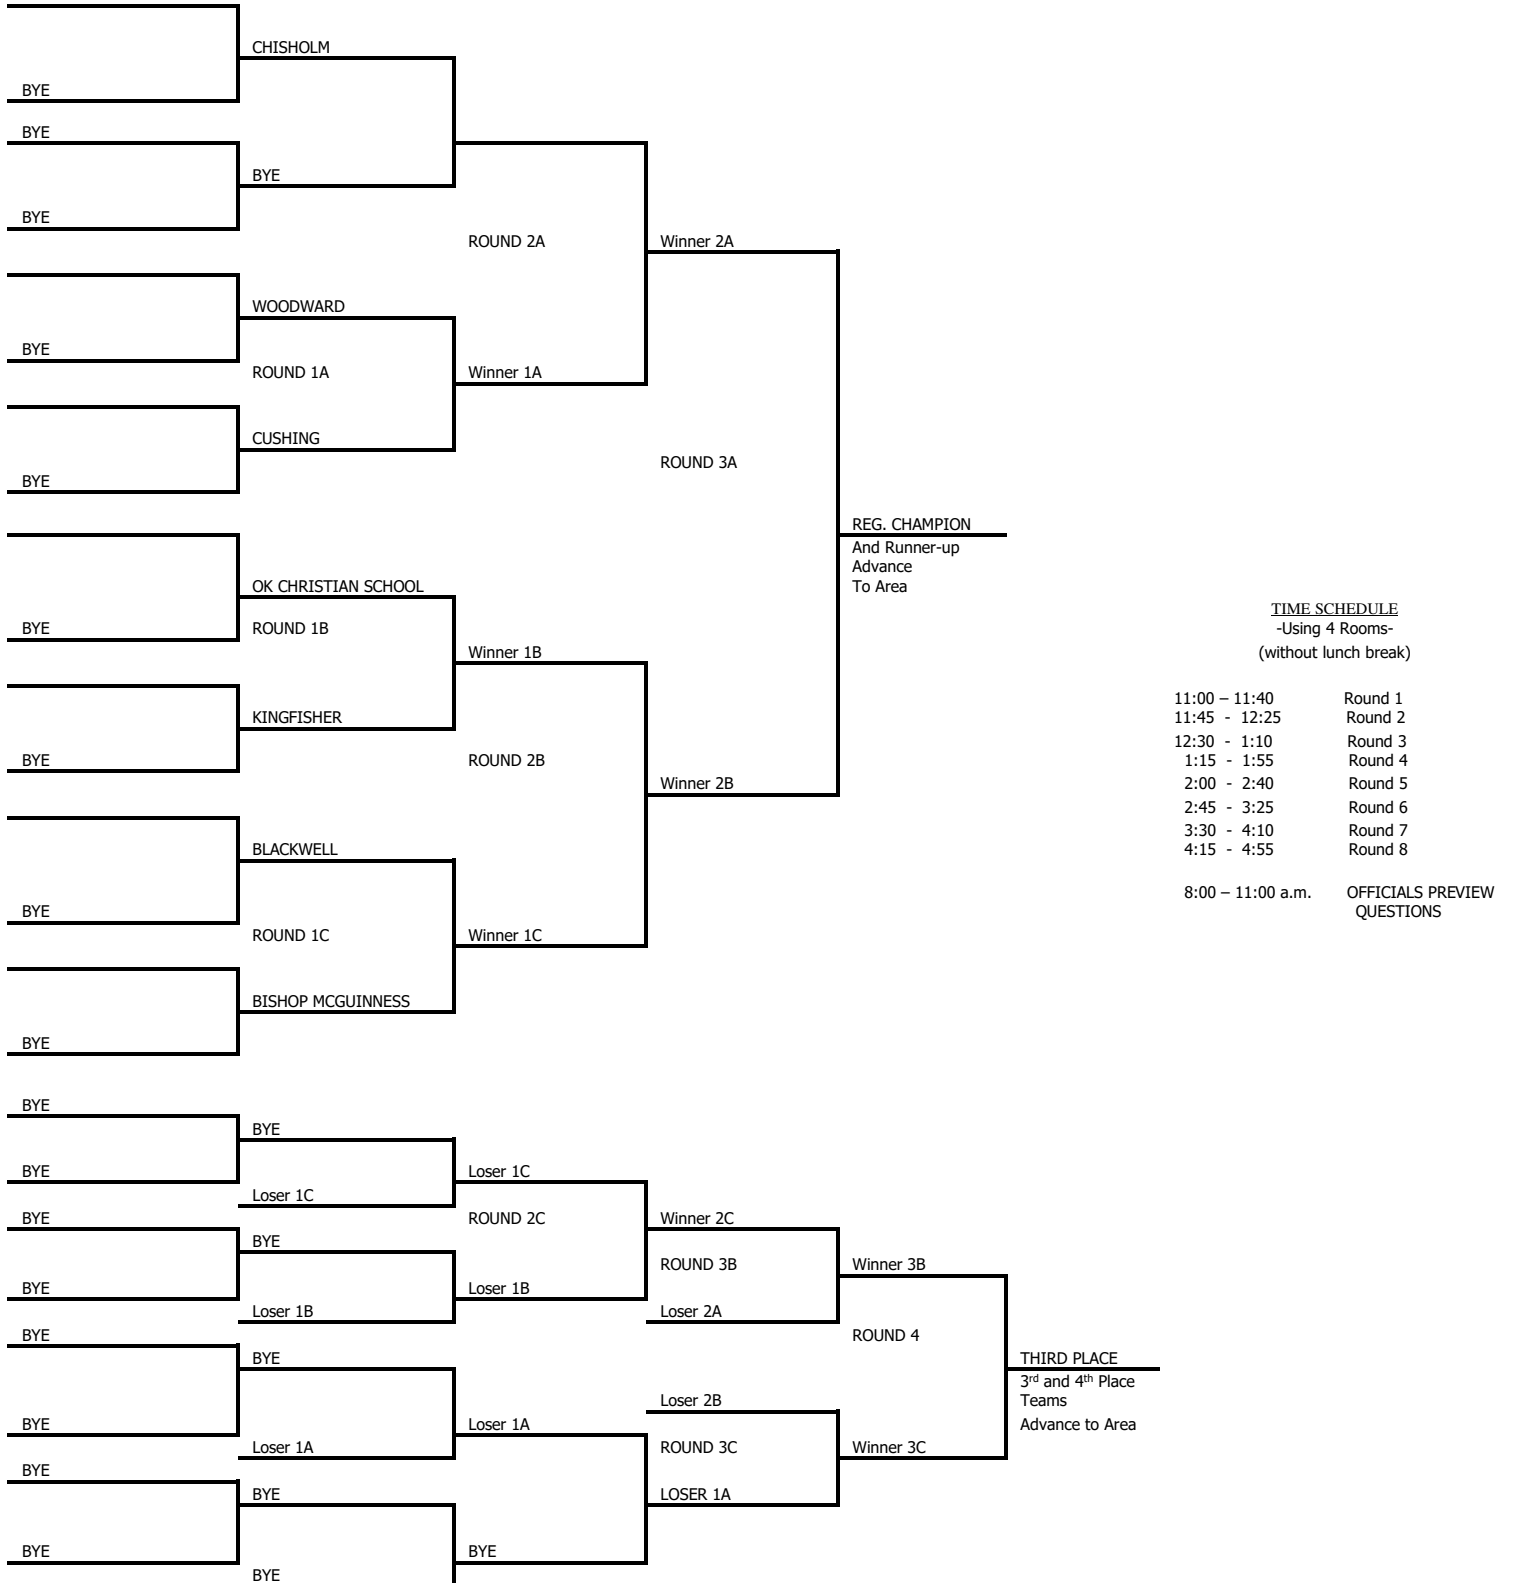 CHISHOLM
BYE
BYE
BYE
BYE
ROUND 2A
Winner 2A
WOODWARD
BYE
ROUND 1A
Winner 1A
CUSHING
ROUND 3A
BYE
REG. CHAMPION
And Runner-up
Advance
To Area
OK CHRISTIAN SCHOOL
BYE
ROUND 1B
Winner 1B
KINGFISHER
BYE
ROUND 2B
Winner 2B
BLACKWELL
BYE
ROUND 1C
Winner 1C
BISHOP MCGUINNESS
BYE
TIME SCHEDULE
-Using 4 Rooms-
(without lunch break)
11:00 – 11:40 Round 1
11:45 - 12:25 Round 2
12:30 - 1:10 Round 3
1:15 - 1:55 Round 4
2:00 - 2:40 Round 5
2:45 - 3:25 Round 6
3:30 - 4:10 Round 7
4:15 - 4:55 Round 8
8:00 – 11:00 a.m. OFFICIALS PREVIEW
QUESTIONS
BYE
BYE
BYE
Loser 1C
Loser 1C
BYE
ROUND 2C
Winner 2C
BYE
ROUND 3B
Winner 3B
BYE
Loser 1B
Loser 1B
Loser 2A
BYE
ROUND 4
BYE
THIRD PLACE
3rd and 4th Place
Teams
Advance to Area
Loser 2B
BYE
Loser 1A
Loser 1A
ROUND 3C
Winner 3C
BYE
BYE
LOSER 1A
BYE
BYE
BYE